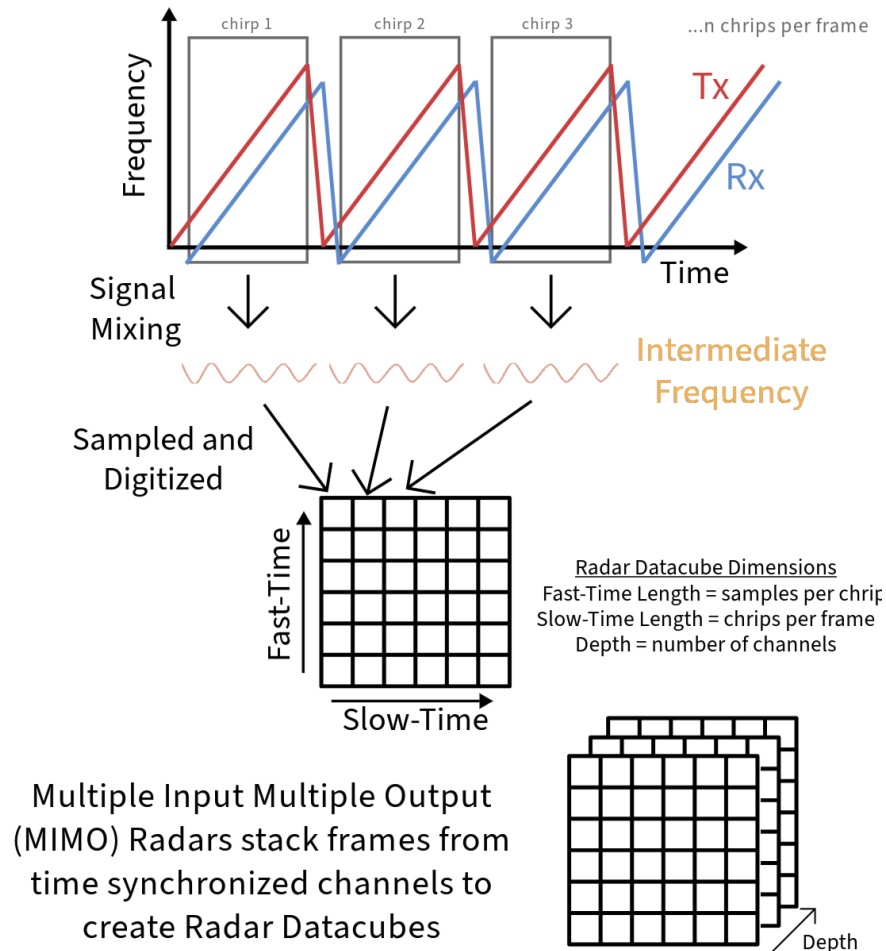 chirp 1
chirp 2
chirp 3
...n chrips per frame
Frequency
Tx
Rx
Time
Signal
Mixing
Intermediate
Frequency
Sampled and
Digitized
Fast-Time
Slow-Time
Radar Datacube Dimensions
Fast-Time Length = samples per chrip
Slow-Time Length = chrips per frame
Depth = number of channels
Multiple Input Multiple Output
(MIMO) Radars stack frames from
time synchronized channels to
create Radar Datacubes
Depth